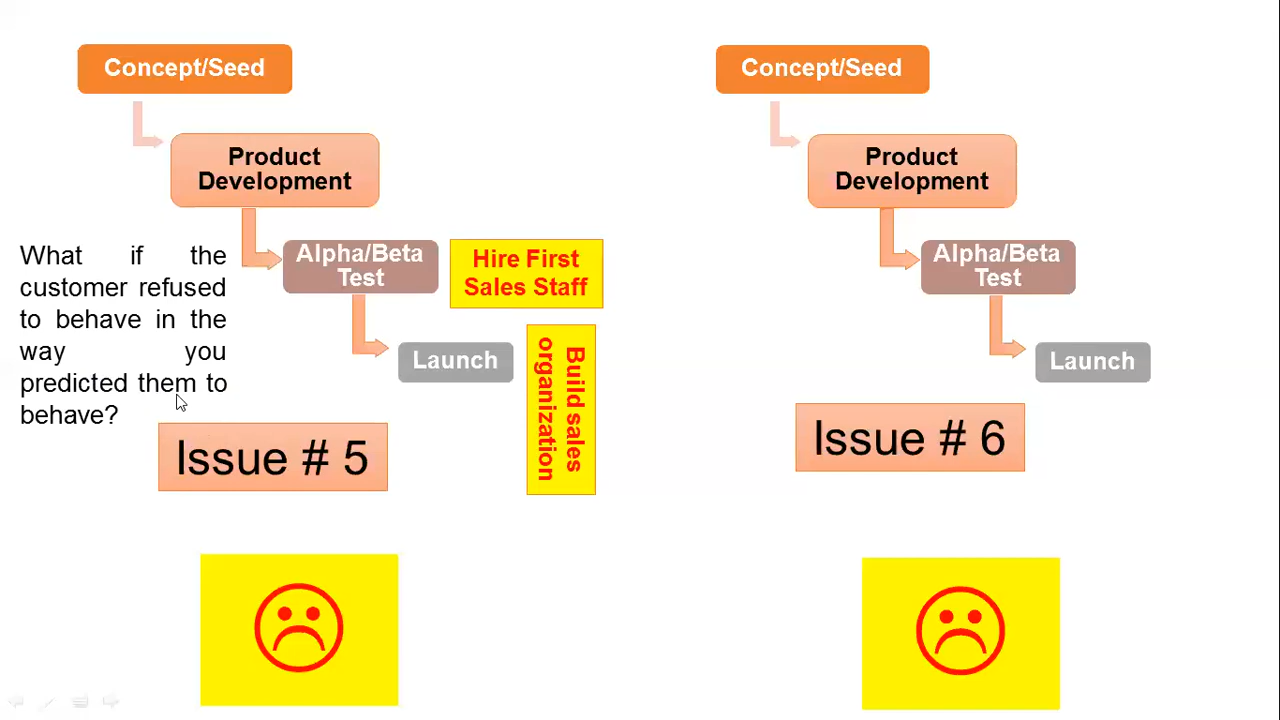 Concept/Seed
Product
Development
What if the
customer refused
to behave in the
way you
predicted them to
behave?
Alpha/Beta
Test
Hire First
Sales Staff
Launch
Build sales
organization
Issue # 5
Concept/Seed
Product
Development
Alpha/Beta
Test
Launch
Issue # 6